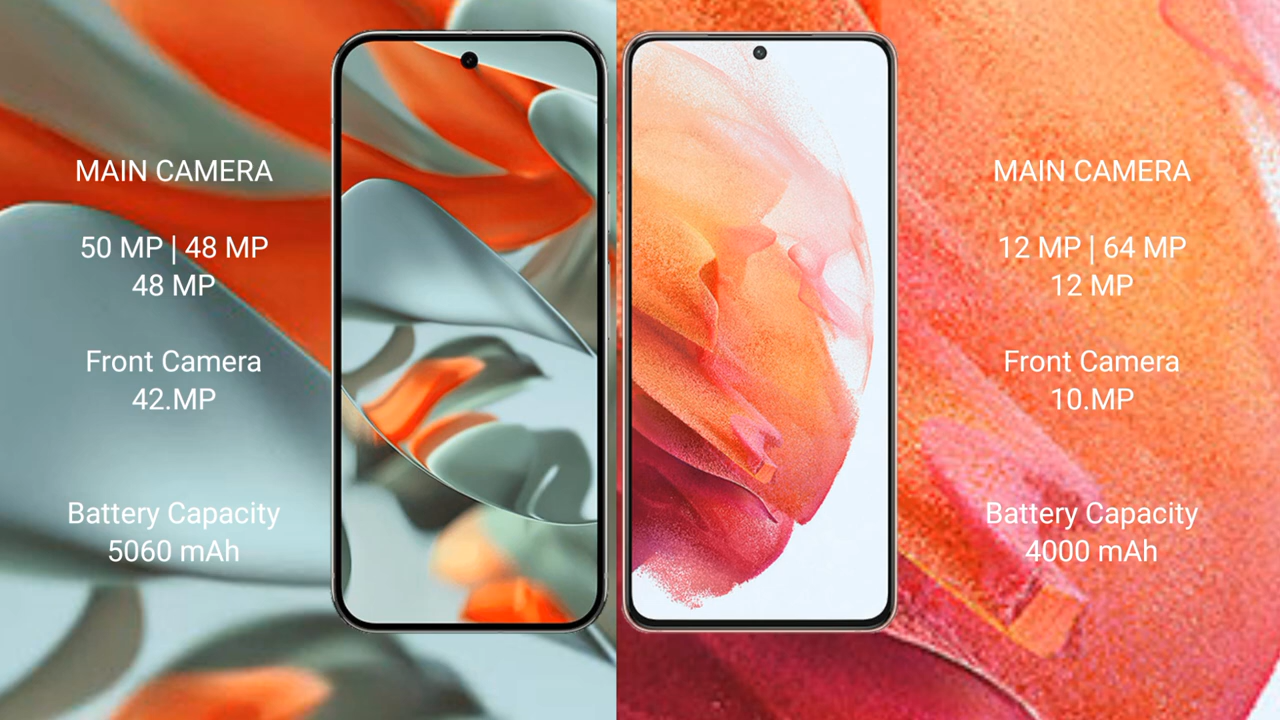 MAIN CAMERA
50 MP | 48 MP
48 MP
Front Camera
42.MP
Battery Capacity
5060 mAh
MAIN CAMERA
12 MP | 64 MP
12 MP
Front Camera
10.MP
Battery Capacity
4000 mAh